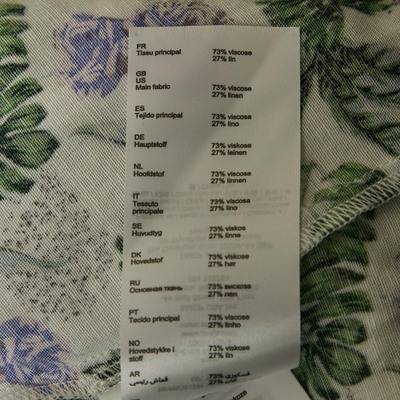 FR
Tissu principal 73% viscose
27% lin
GB
US
Main fabric 73% viscose
27% linen
ES
Tejido principal 73% viscosa
27% lino
DE
Hauptstoff 73% viskose
27% leinen
NL
Hoofdstof 73% viscose
27% linnen
IT
Tessuto 73% viscosa
principale 27% lino
SE
Huvudtyg 73% viskos
27% linne
DK
Hovedstof 73% viskose
27% hør
RU
Основная ткань 73% вискоза
27% лен
PT
Tecido principal 73% viscose
27% linho
NO
Hovedstykke i 73% viskose
stoff 27% lin
AR
قماش رئيسي 73%
27%